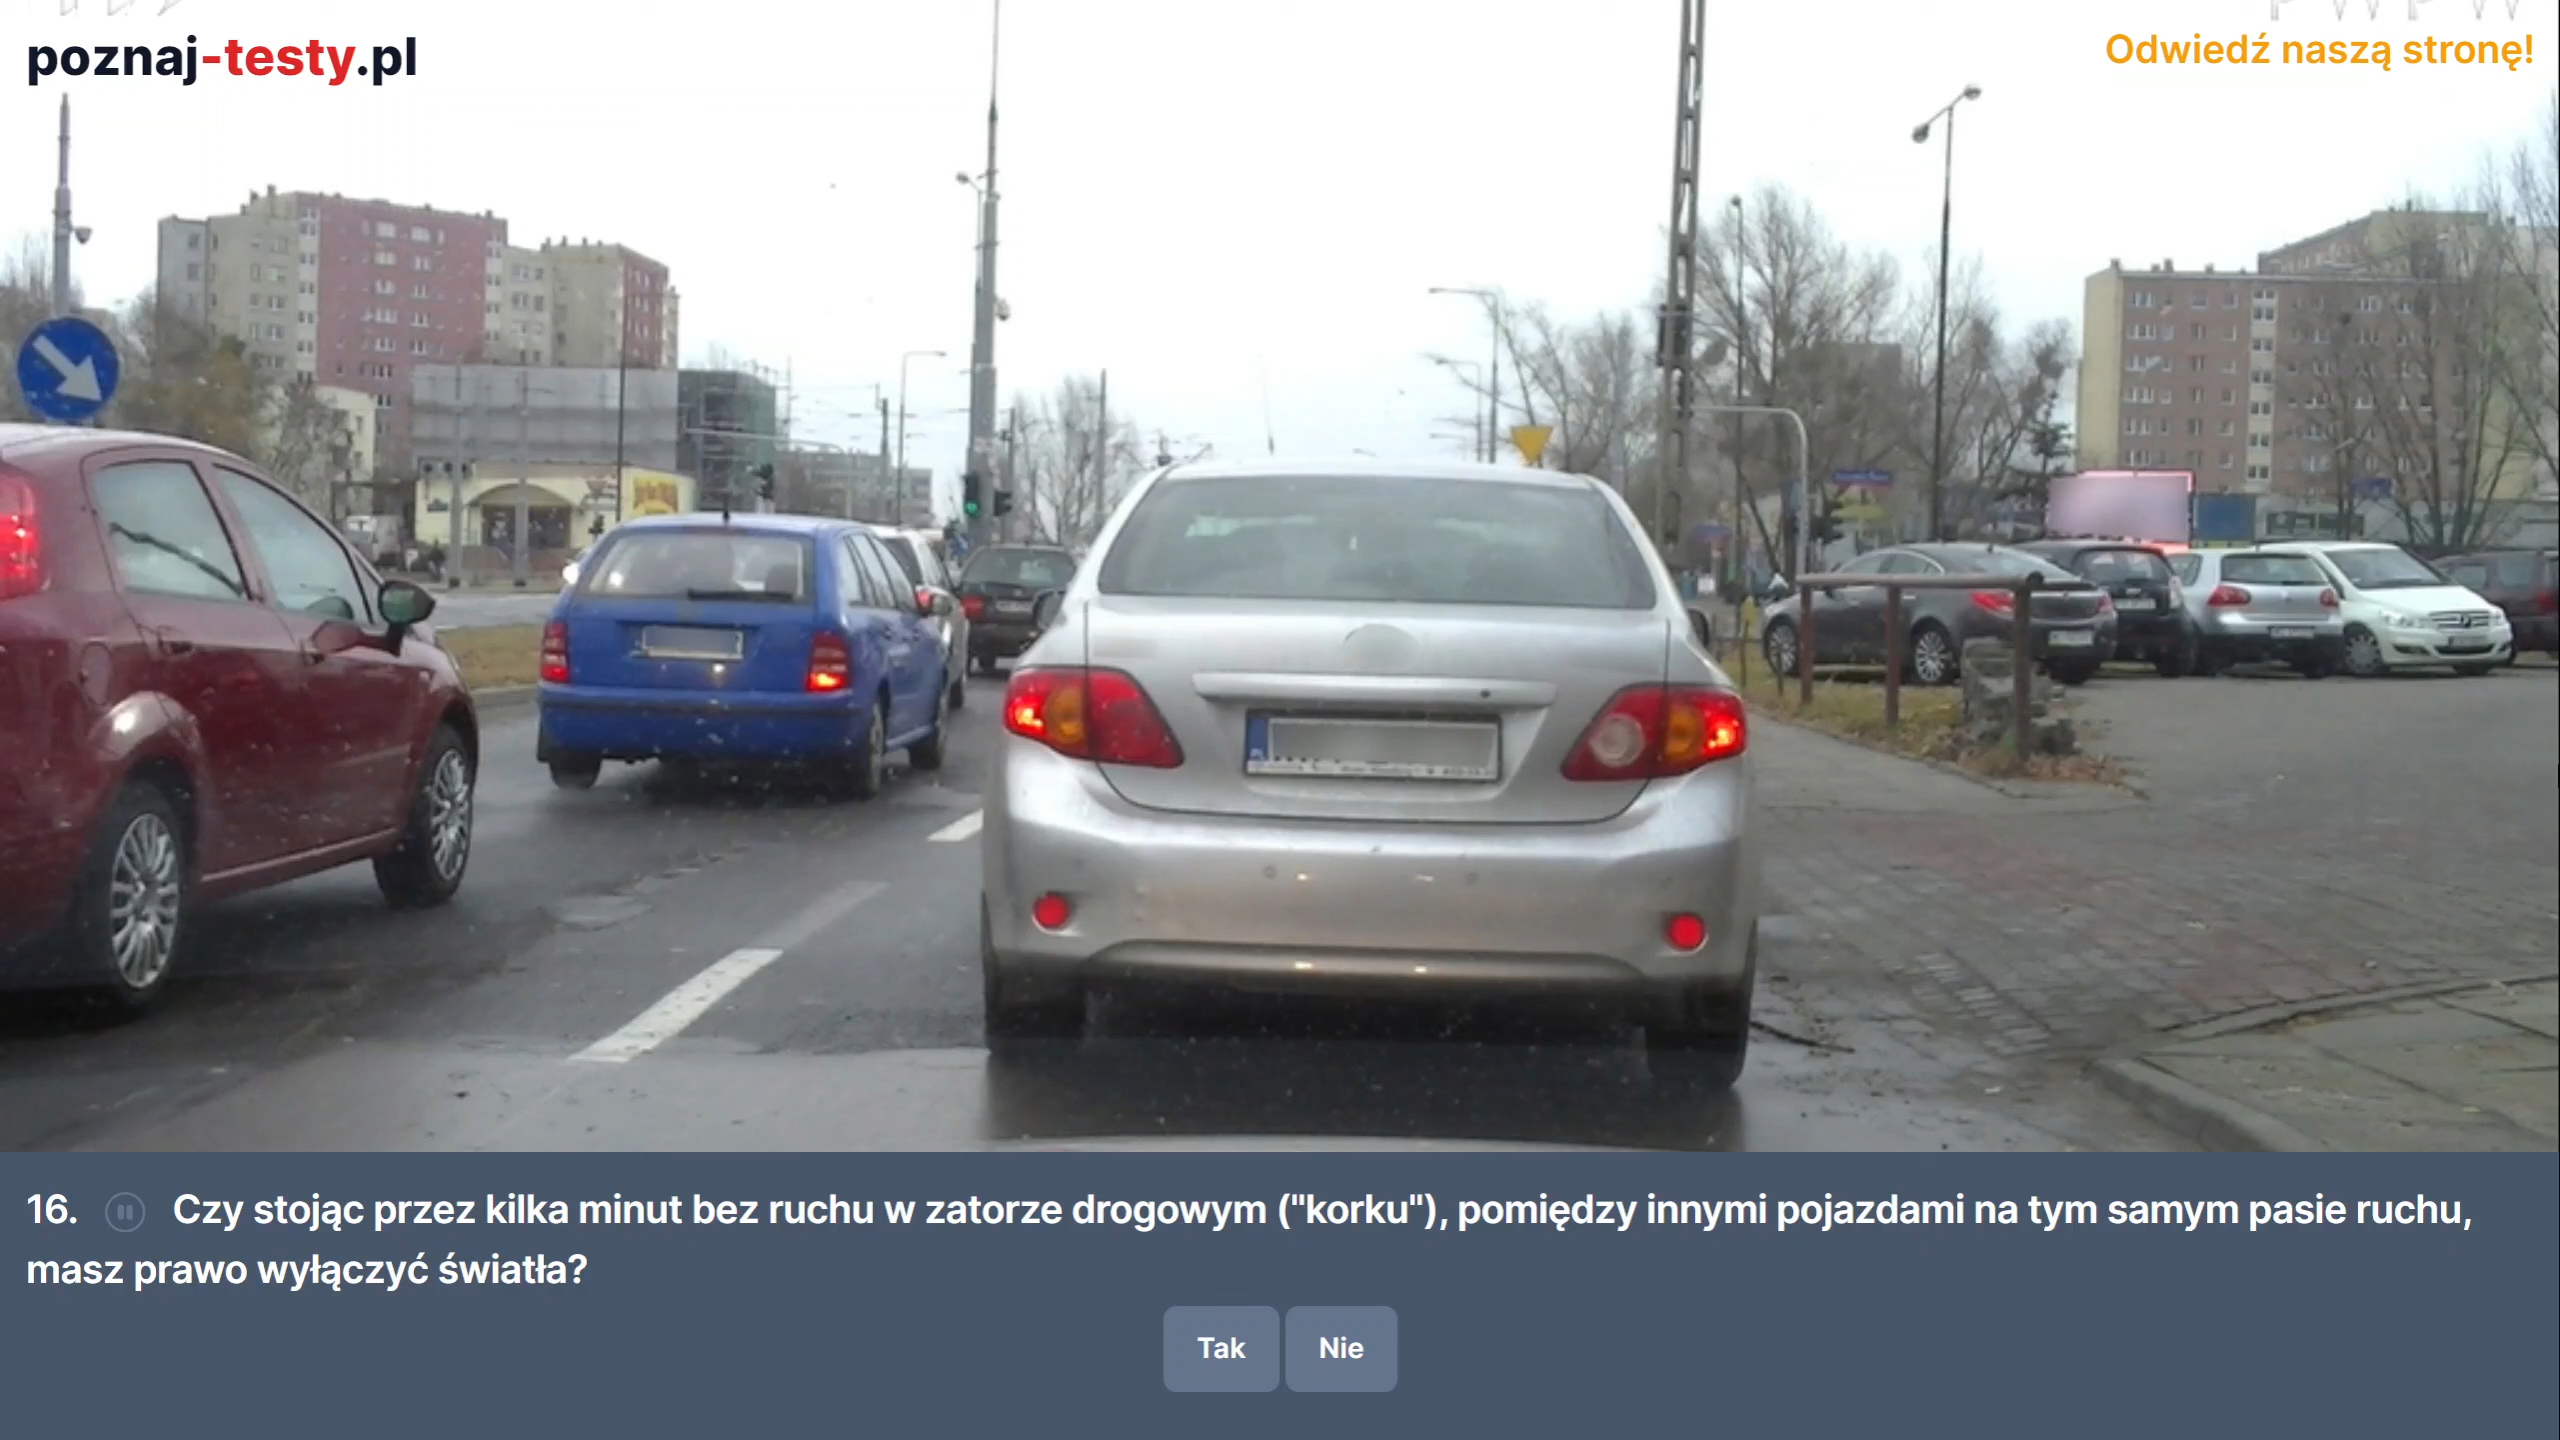 poznaj-testy.pl
Odwiedź naszą stronę!
16. Czy stojąc przez kilka minut bez ruchu w zatorze drogowym ("korku"), pomiędzy innymi pojazdami na tym samym pasie ruchu,
masz prawo wyłączyć światła?
Tak
Nie